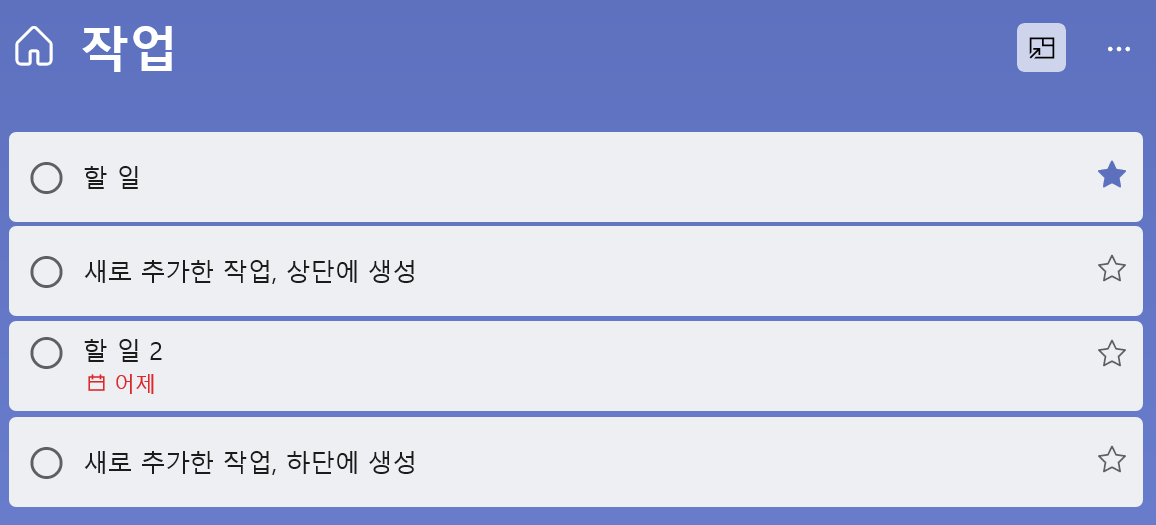 작업
할 일
새로 추가한 작업, 상단에 생성
할 일 2
어제
새로 추가한 작업, 하단에 생성